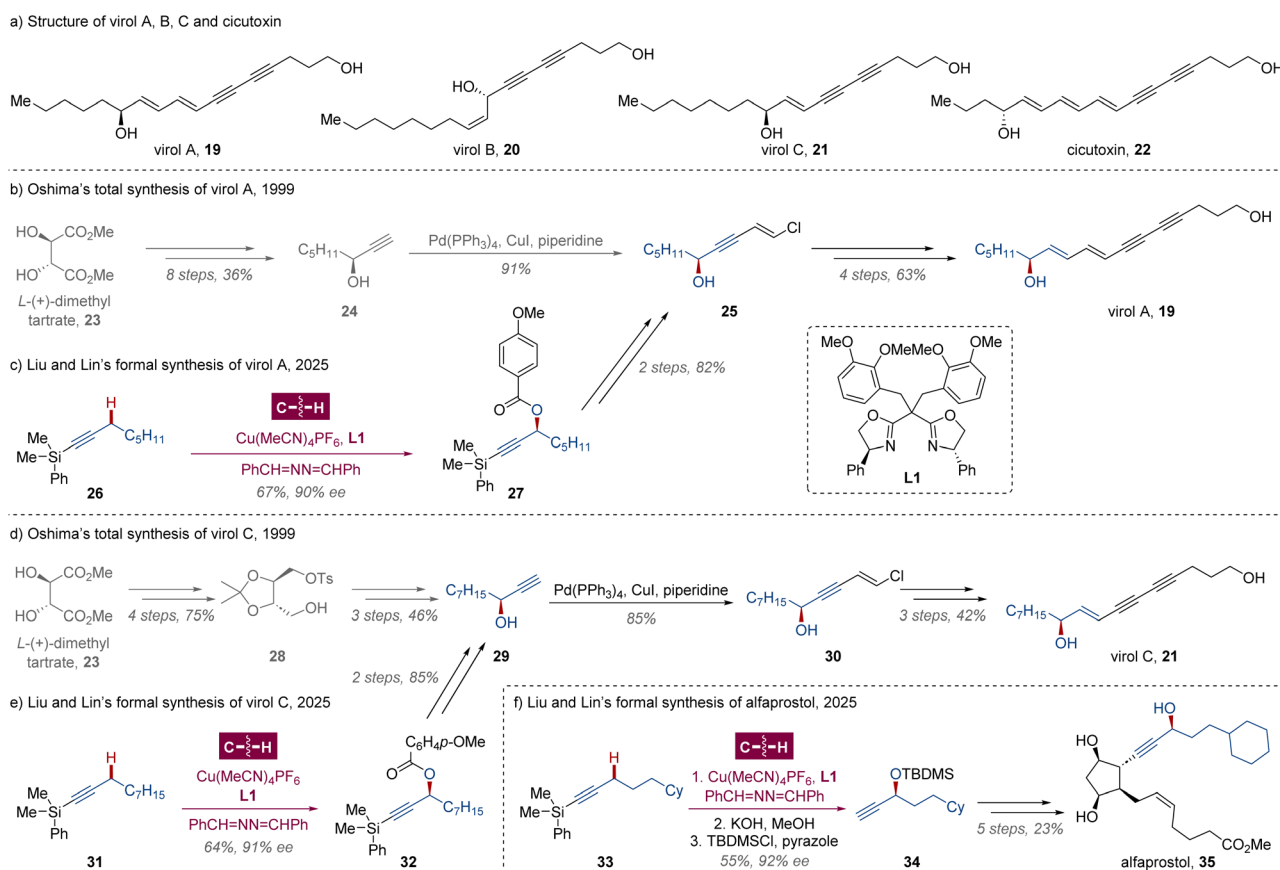 a) Structure of virol A, B, C and cicutoxin
Me
OH
OH
virol A, 19
Me
HO
OH
virol B, 20
Me
OH
OH
virol C, 21
Me
OH
OH
cicutoxin, 22
b) Oshima's total synthesis of virol A, 1999
HO
CO2Me
HO
CO2Me
L-(+)-dimethyl
tartrate, 23
8 steps, 36%
C5H11
OH
24
Pd(PPh3)4, CuI, piperidine
91%
C5H11
Cl
OH
25
4 steps, 63%
C5H11
OH
OH
virol A, 19
c) Liu and Lin's formal synthesis of virol A, 2025
H
Me
Me
Si
Ph
C5H11
26
C H
Cu(MeCN)4PF6, L1
PhCH=NN=CHPh
67%, 90% ee
OMe
O
O
Me
Me
Si
Ph
C5H11
27
2 steps, 82%
MeO
OMe
MeO
OMe
O
N
O
N
Ph
Ph
L1
d) Oshima's total synthesis of virol C, 1999
HO
CO2Me
HO
CO2Me
L-(+)-dimethyl
tartrate, 23
4 steps, 75%
O
O
OTs
OH
28
3 steps, 46%
C7H15
OH
29
Pd(PPh3)4, CuI, piperidine
85%
C7H15
Cl
OH
30
3 steps, 42%
C7H15
OH
OH
virol C, 21
2 steps, 85%
e) Liu and Lin's formal synthesis of virol C, 2025
H
Me
Me
Si
Ph
C7H15
31
C H
Cu(MeCN)4PF6
L1
PhCH=NN=CHPh
64%, 91% ee
C6H4p-OMe
O
O
Me
Me
Si
Ph
C7H15
32
f) Liu and Lin's formal synthesis of alfaprostol, 2025
H
Me
Me
Si
Ph
Cy
33
C H
1. Cu(MeCN)4PF6, L1
PhCH=NN=CHPh
2. KOH, MeOH
3. TBDMSCl, pyrazole
55%, 92% ee
OTBDMS
Cy
34
5 steps, 23%
HO
HO
HO
CO2Me
alfaprostol, 35